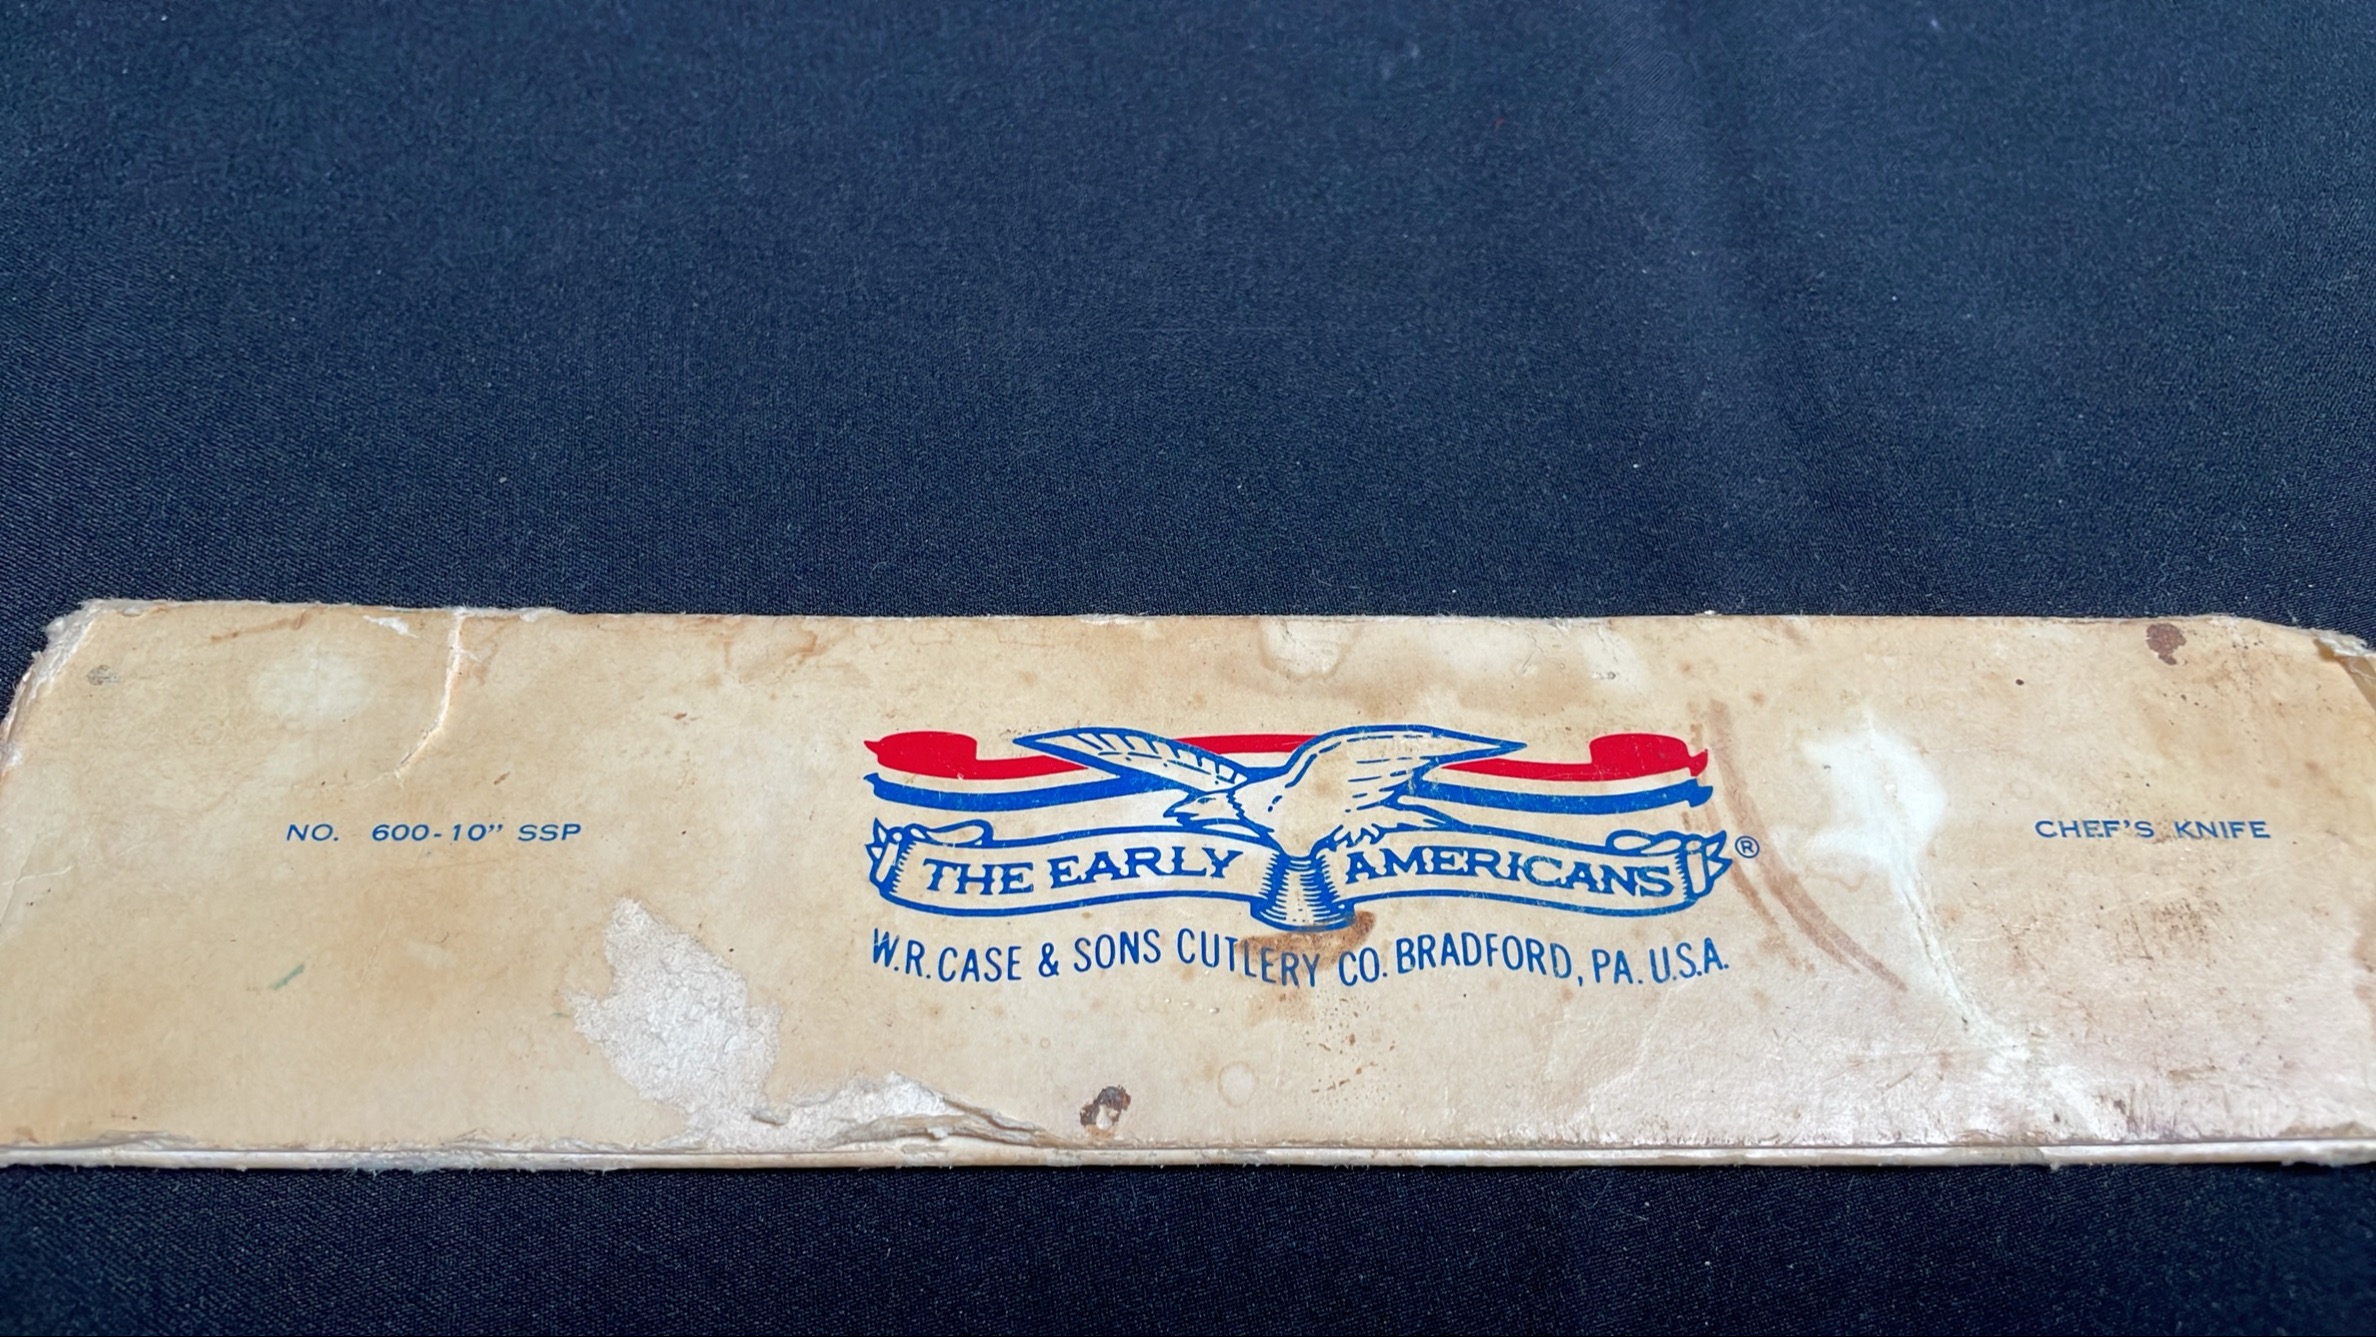 NO. 600-10” SSP
THE EARLY AMERICANS®
W.R. CASE & SONS CUTLERY CO. BRADFORD, PA. U.S.A.
CHEF'S KNIFE